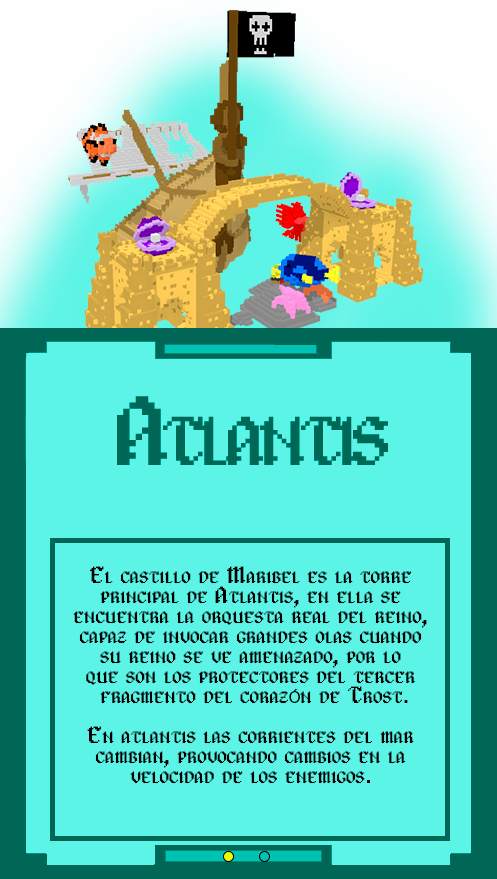 Atlantis
El castillo de Maribel es la torre
principal de Atlantis, en ella se
encuentra la orquesta real del reino,
capaz de invocar grandes olas cuando
su reino se ve amenazado, por lo
que son los protectores del tercer
fragmento del corazón de Trost.
En atlantis las corrientes del mar
cambian, provocando cambios en la
velocidad de los enemigos.